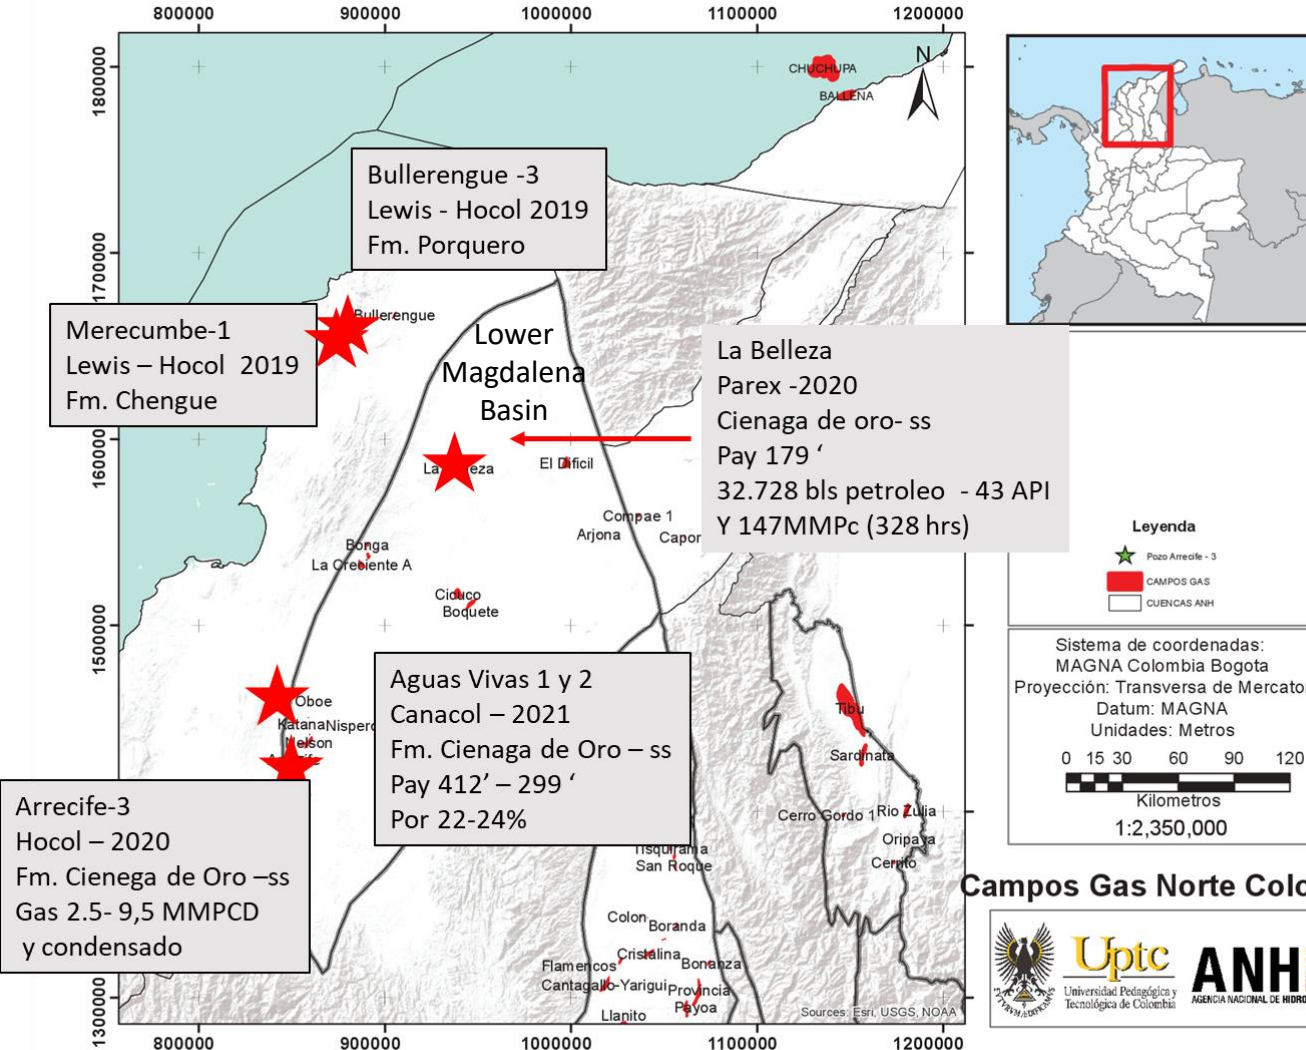 800000 900000 1000000 1100000 1200000
1800000
1700000
1600000
1500000
1300000
CHUCHUPA
BALLENA
N
Bullerengue -3
Lewis - Hocol 2019
Fm. Porquero
Merecumbe-1
Lewis – Hocol 2019
Fm. Chengue
Bullerengue
Lower
Magdalena
Basin
La Belleza
Parex -2020
Cienaga de oro- ss
Pay 179 ‘
32.728 bls petroleo - 43 API
Y 147MMPc (328 hrs)
El Dificil
Compae 1
Arjona
Bonga
La Creciente A
Cicuco
Boquete
Aguas Vivas 1 y 2
Canacol – 2021
Fm. Cienaga de Oro – ss
Pay 412’ – 299 ‘
Por 22-24%
Oboe
Katana
Nelson
Arrecife-3
Hocol – 2020
Fm. Cienega de Oro –ss
Gas 2.5- 9,5 MMPCD
y condensado
Tibu
Sardinata
Cerro Gordo 1
Rio Zulia
Oripaya
Cerrito
Tisquirama
San Roque
Colon
Boranda
Cristalina
Bonanza
Flamencos
Cantagallo-Yarigui
Provincia
Payoa
Llanito
Sources: Esri, USGS, NOAA
800000 900000 1000000 1100000 1200000
Leyenda
Pozo Arrecife - 3
CAMPOS GAS
CUENCAS ANH
Sistema de coordenadas:
MAGNA Colombia Bogota
Proyección: Transversa de Mercator
Datum: MAGNA
Unidades: Metros
0 15 30 60 90 120
Kilometros
1:2,350,000
Campos Gas Norte Colo
Uptc
Universidad Pedagógica y
Tecnológica de Colombia
ANH
AGENCIA NACIONAL DE HIDRO